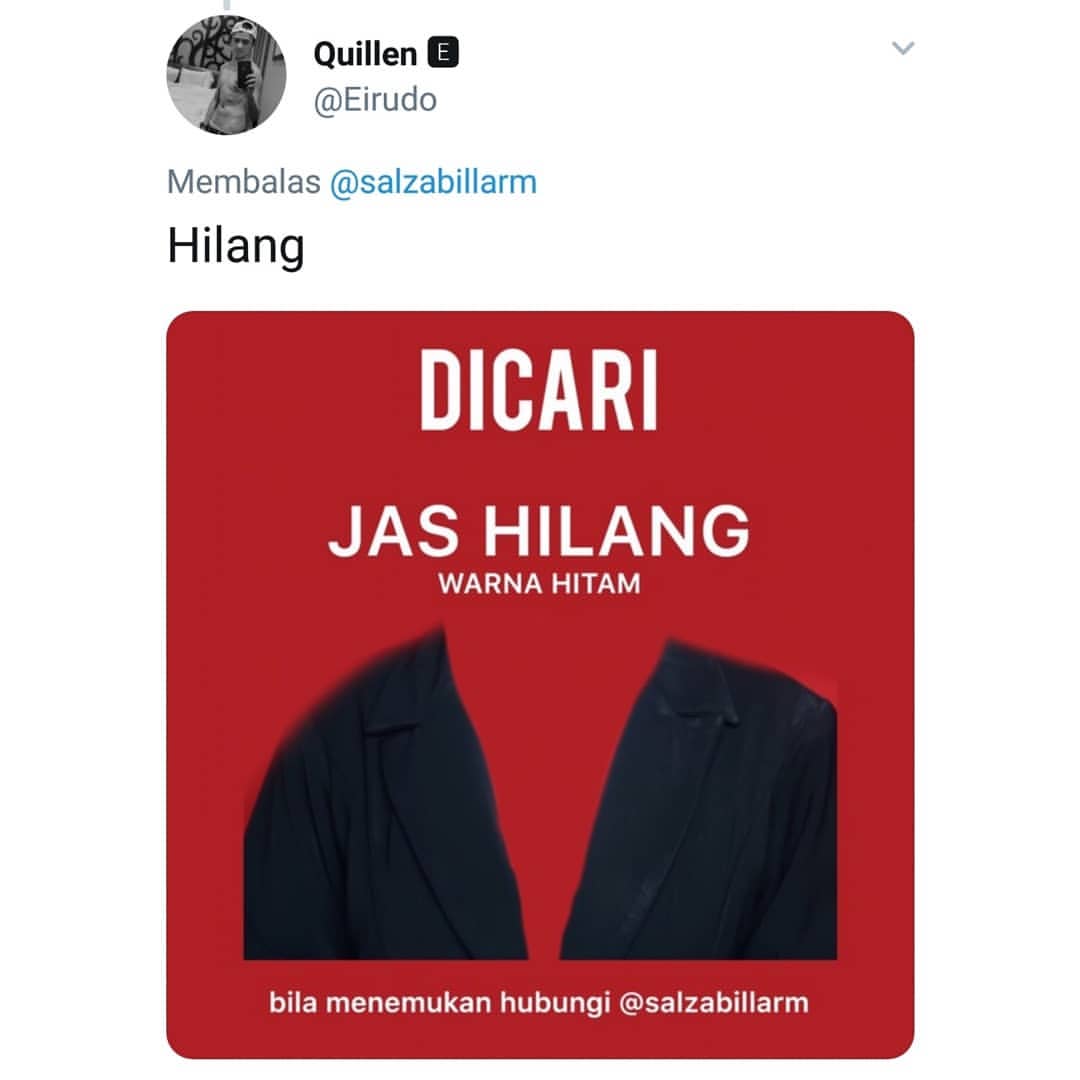 Quillen 🅴
@Eirudo
Membalas @salzabillarm
Hilang
DICARI
JAS HILANG
WARNA HITAM
bila menemukan hubungi @salzabillarm